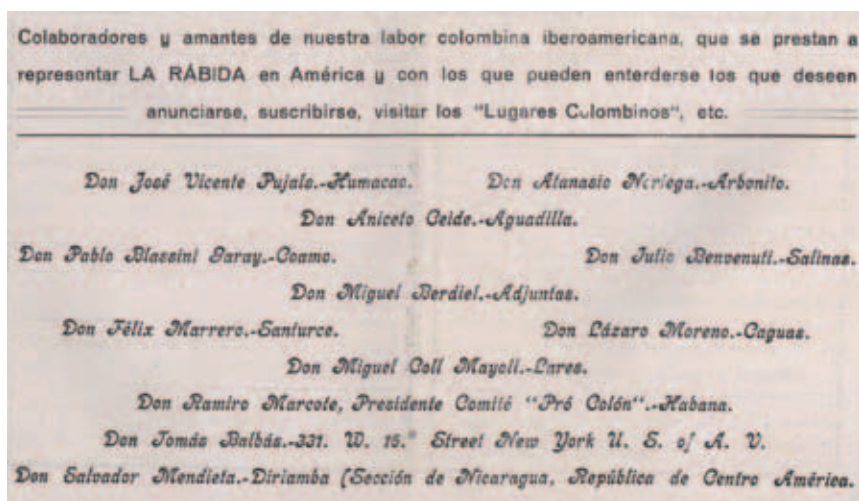 Colaboradores y amantes de nuestra labor colombina iberoamericana, que se prestan a
representar LA RÁBIDA en América y con los que pueden enterderse los que deseen
anunciarse, suscribirse, visitar los "Lugares Colombinos", etc.
Don José Vicente Pujals.-Humacao. Don Atanasio Noriega.-Arbonito.
Don Aniceto Ceide.-Aguadilla.
Don Pablo Blassini Garay.-Coamo. Don Julio Benvenuti.-Salinas.
Don Miguel Berdiel.-Adjuntas.
Don Félix Marrero.-Santurce. Don Lázaro Moreno.-Caguas.
Don Miguel Coll Mayoli.-Lares.
Don Ramiro Marcote, Presidente Comité "Pró Colón".-Habana.
Don Tomás Balbás.-331. W. 15.ª Street New York U. S. of A. V.
Don Salvador Mendieta.-Diriamba (Sección de Nicaragua, República de Centro América.